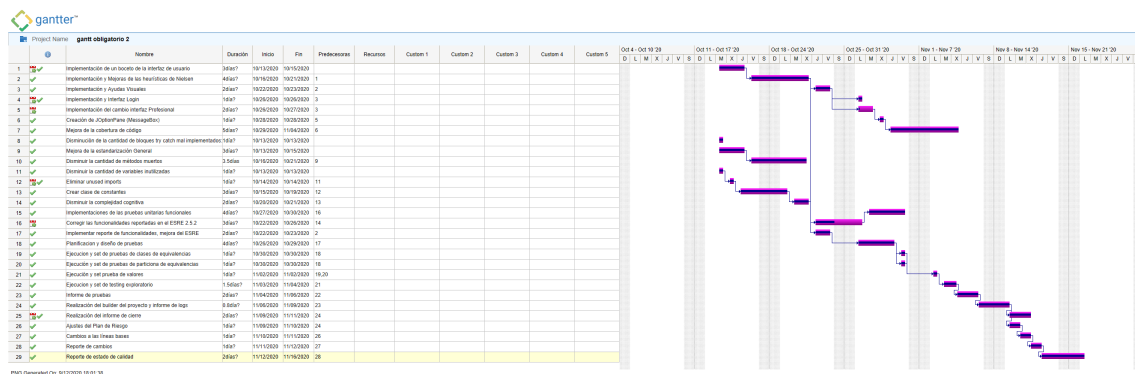 gantter™
Project Name gantt obligatorio 2
Nombre Duración Inicio Fin Predecesoras Recursos Custom 1 Custom 2 Custom 3 Custom 4 Custom 5 Oct 4 - Oct 10 '20 Oct 11 - Oct 17 '20 Oct 18 - Oct 24 '20 Oct 25 - Oct 31 '20 Nov 1 - Nov 7 '20 Nov 8 - Nov 14 '20 Nov 15 - Nov 21 '20
D L M X J V S D L M X J V S D L M X J V S D L M X J V S D L M X J V S D L M X J V S D L M X J V S
1 Implementación de un boceto de la interfaz de usuario 3días? 10/13/2020 10/15/2020
2 Implementación y Mejoras de las heurísticas de Nielsen 4días? 10/16/2020 10/21/2020 1
3 Implementación y Ayudas Visuales 2días? 10/22/2020 10/23/2020 2
4 Implementación y Interfaz Login 1día? 10/26/2020 10/26/2020 3
5 Implementación del cambio interfaz Profesional 2días? 10/26/2020 10/27/2020 3
6 Creación de JOptionPane (MessageBox) 1día? 10/28/2020 10/28/2020 5
7 Mejora de la cobertura de código 5días? 10/29/2020 11/04/2020 6
8 Disminución de la cantidad de bloques try catch mal implementados 1día? 10/13/2020 10/13/2020
9 Mejora de la estandarización General 3días? 10/13/2020 10/15/2020
10 Disminuir la cantidad de métodos muertos 3.5días 10/16/2020 10/21/2020 9
11 Disminuir la cantidad de variables inutilizadas 1día? 10/13/2020 10/13/2020
12 Eliminar unused imports 1día? 10/14/2020 10/14/2020 11
13 Crear clase de constantes 3días? 10/15/2020 10/19/2020 12
14 Disminuir la complejidad cognitiva 2días? 10/20/2020 10/21/2020 13
15 Implementaciones de las pruebas unitarias funcionales 4días? 10/27/2020 10/30/2020 16
16 Corregir las funcionalidades reportadas en el ESRE 2.5.2 3días? 10/22/2020 10/26/2020 14
17 Implementar reporte de funcionalidades, mejora del ESRE 2días? 10/22/2020 10/23/2020 2
18 Planificacion y diseño de pruebas 4días? 10/26/2020 10/29/2020 17
19 Ejecucion y set de pruebas de clases de equivalencias 1día? 10/30/2020 10/30/2020 18
20 Ejecución y set de pruebas de particiona de equivalencias 1día? 10/30/2020 10/30/2020 18
21 Ejecución y set prueba de valores 1día? 11/02/2020 11/02/2020 19,20
22 Ejecucion y set de testing exploratorio 1.5días? 11/03/2020 11/04/2020 21
23 Informe de pruebas 2días? 11/04/2020 11/06/2020 22
24 Realización del builder del proyecto y informe de logs 0.8día? 11/06/2020 11/09/2020 23
25 Realización del informe de cierre 2días? 11/09/2020 11/11/2020 24
26 Ajustes del Plan de Riesgo 1día? 11/09/2020 11/10/2020 24
27 Cambios a las líneas bases 1día? 11/10/2020 11/11/2020 26
28 Reporte de cambios 1día? 11/11/2020 11/12/2020 27
29 Reporte de estado de calidad 2días? 11/12/2020 11/16/2020 28
PNG Generated On: 9/12/2020 18:01:38